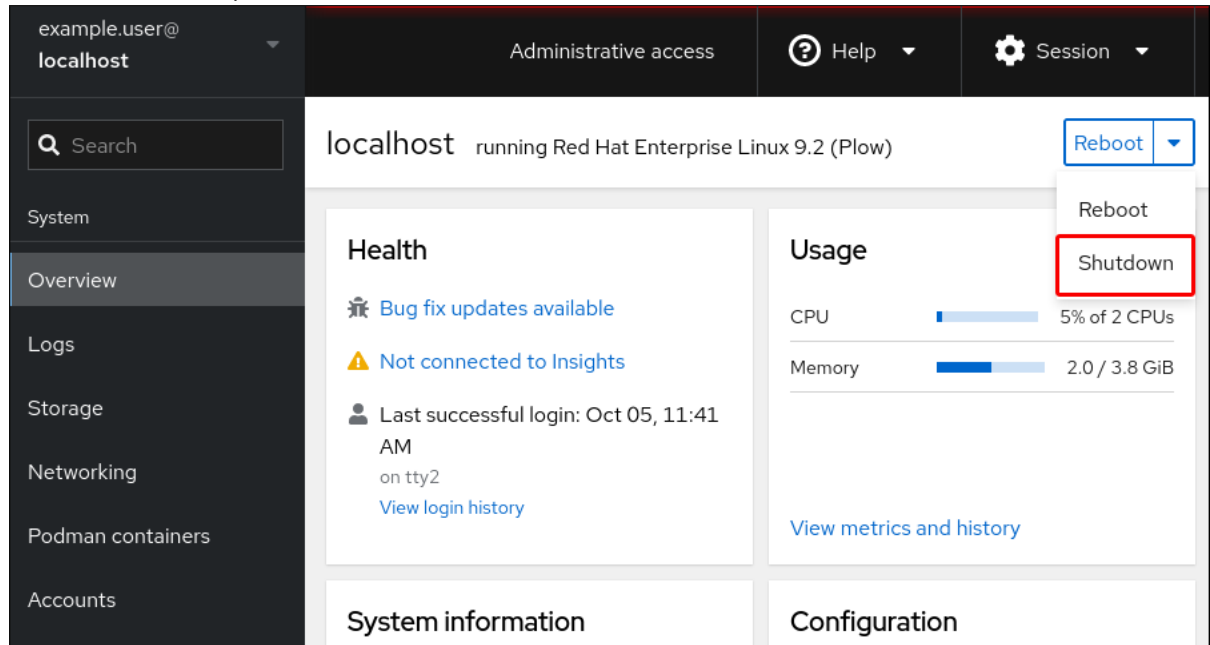 example.user@
localhost
Administrative access
Help
Session
Search
localhost running Red Hat Enterprise Linux 9.2 (Plow)
Reboot
Reboot
Shutdown
System
Overview
Logs
Storage
Networking
Podman containers
Accounts
Health
Bug fix updates available
Not connected to Insights
Last successful login: Oct 05, 11:41
AM
on tty2
View login history
Usage
CPU 5% of 2 CPUs
Memory 2.0 / 3.8 GiB
View metrics and history
System information
Configuration